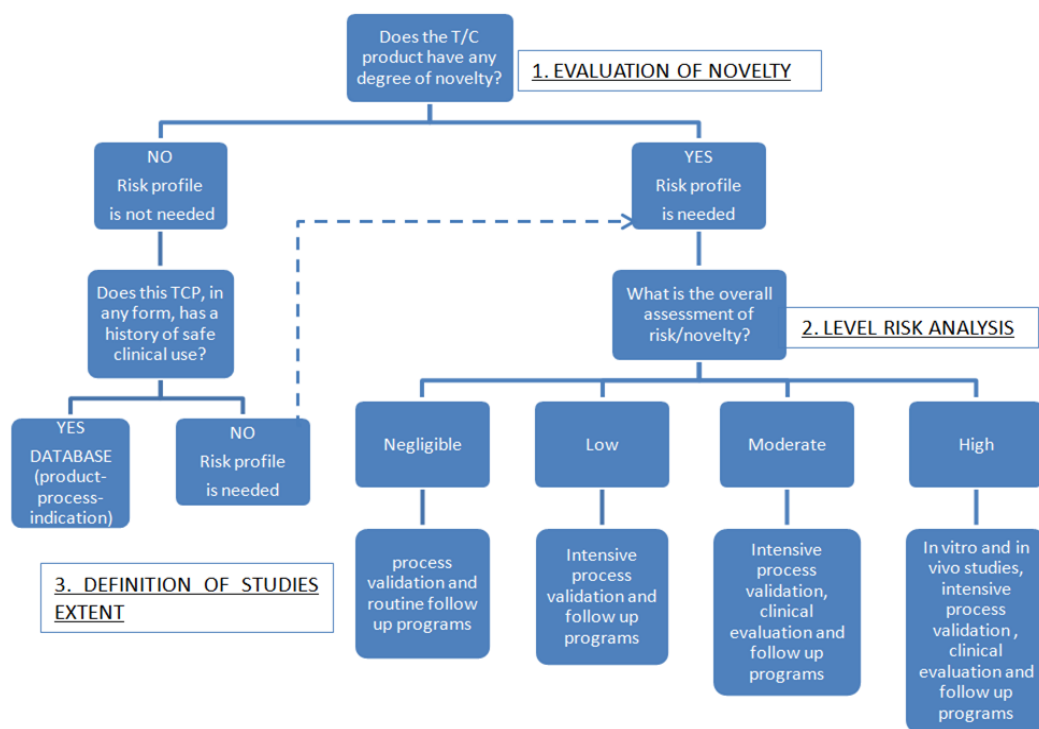 Does the T/C
product have any
degree of novelty?
1. EVALUATION OF NOVELTY
NO
Risk profile
is not needed
YES
Risk profile
is needed
Does this TCP, in
any form, has a
history of safe
clinical use?
What is the overall
assessment of
risk/novelty?
2. LEVEL RISK ANALYSIS
YES
DATABASE
(product-
process-
indication)
NO
Risk profile
is needed
Negligible
Low
Moderate
High
3. DEFINITION OF STUDIES
EXTENT
process
validation and
routine follow
up programs
Intensive
process
validation and
follow up
programs
Intensive
process
validation,
clinical
evaluation and
follow up
programs
In vitro and in
vivo studies,
intensive
process
validation ,
clinical
evaluation and
follow up
programs